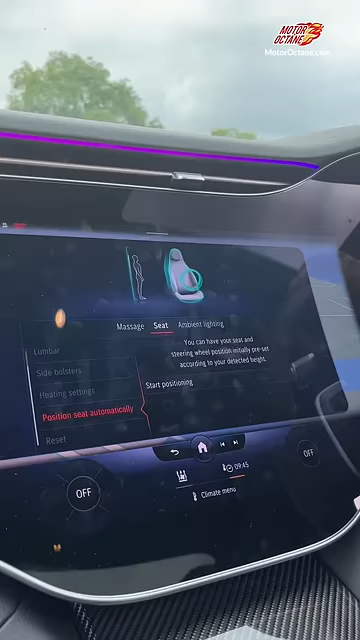 MOTOR
OCTANE
MotorOctane.com
Massage Seat Ambient lighting
Lumbar
Side bolsters
Heating settings
Position seat automatically
Reset
You can have your seat and
steering wheel position initially pre-set
according to your detected height.
Start positioning
OFF
09:45
Climate menu
OFF